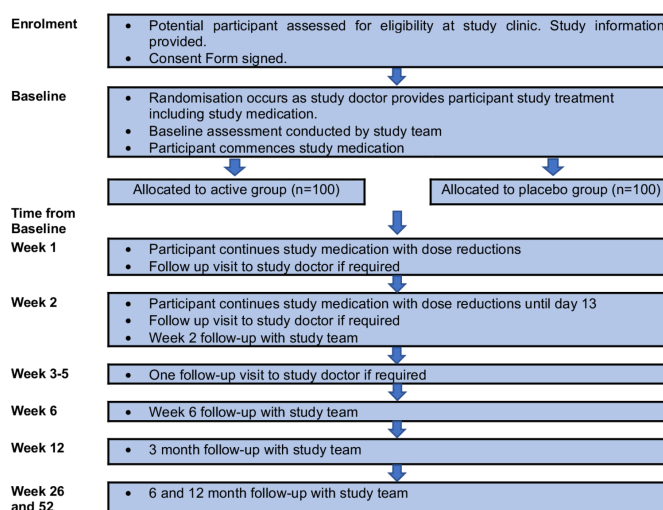 Enrolment
• Potential participant assessed for eligibility at study clinic. Study information
provided.
• Consent Form signed.
Baseline
• Randomisation occurs as study doctor provides participant study treatment
including study medication.
• Baseline assessment conducted by study team
• Participant commences study medication
Allocated to active group (n=100)
Allocated to placebo group (n=100)
Time from
Baseline
Week 1
• Participant continues study medication with dose reductions
• Follow up visit to study doctor if required
Week 2
• Participant continues study medication with dose reductions until day 13
• Follow up visit to study doctor if required
• Week 2 follow-up with study team
Week 3-5
• One follow-up visit to study doctor if required
Week 6
• Week 6 follow-up with study team
Week 12
• 3 month follow-up with study team
Week 26
and 52
• 6 and 12 month follow-up with study team